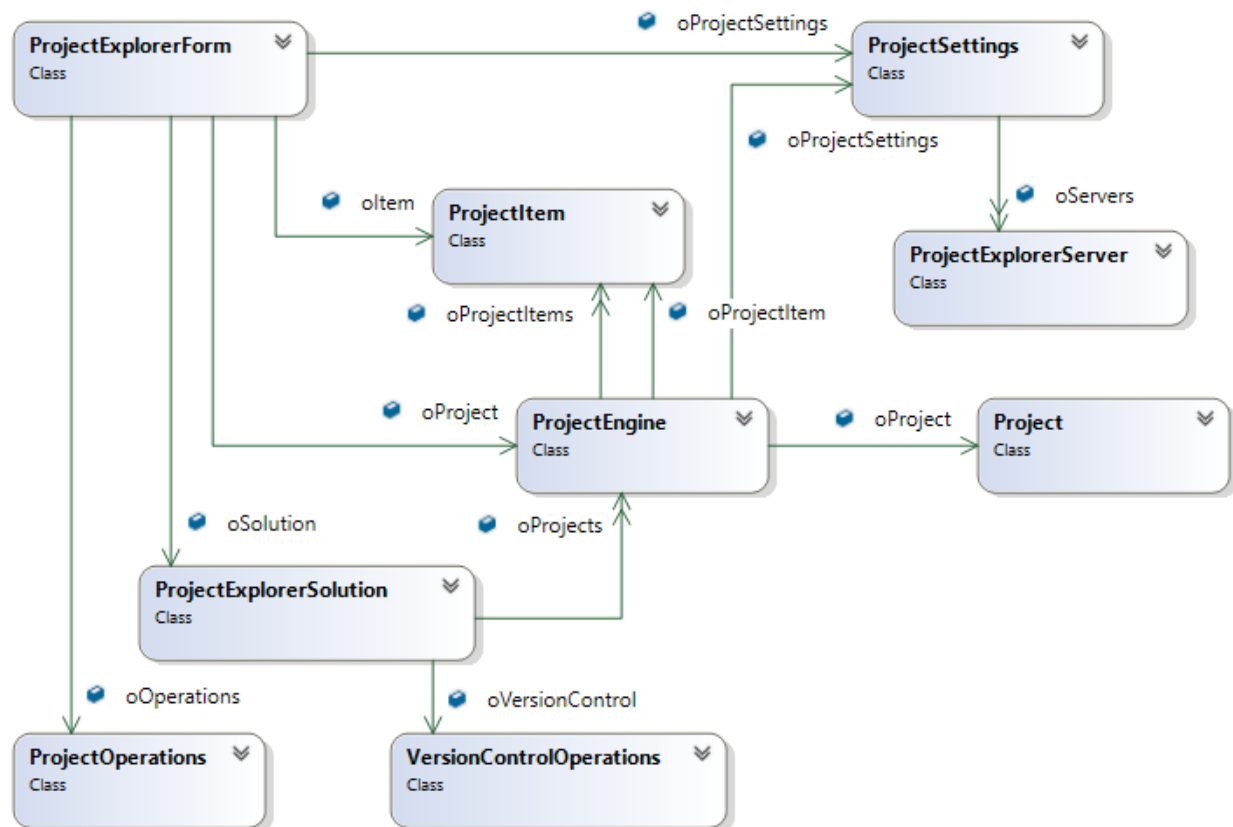 oProjectSettings
ProjectExplorerForm
Class
ProjectSettings
Class
oProjectSettings
oItem
ProjectItem
Class
oServers
ProjectExplorerServer
Class
oProjectItems
oProjectItem
oProject
ProjectEngine
Class
oProject
Project
Class
oSolution
oProjects
ProjectExplorerSolution
Class
oOperations
oVersionControl
ProjectOperations
Class
VersionControlOperations
Class